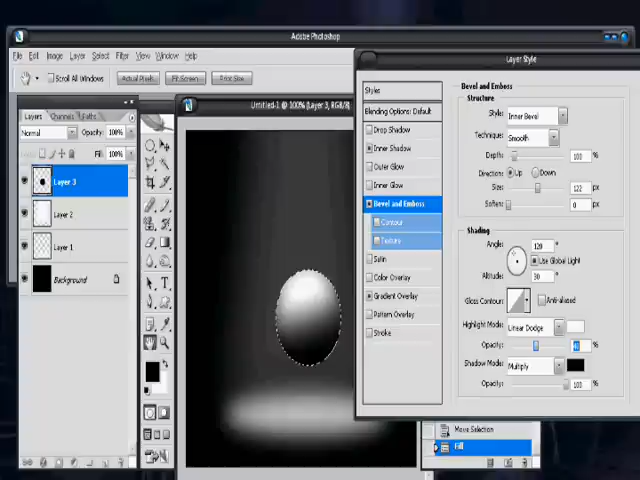 Adobe Photoshop
File Edit Image Layer Select Filter View Window Help
Scroll All Windows Actual Pixels Fit Screen Print Size
Layers Channels Paths
Normal Opacity: 100%
Fill: 100%
Layer 3
Layer 2
Layer 1
Background
Untitled-1 @ 100% (Layer 3, RGB/8)
Layer Style
Styles
Blending Options: Default
Drop Shadow
Inner Shadow
Outer Glow
Inner Glow
Bevel and Emboss
Contour
Texture
Satin
Color Overlay
Gradient Overlay
Pattern Overlay
Stroke
Bevel and Emboss
Structure
Style: Inner Bevel
Technique: Smooth
Depth: 100 %
Direction: Up Down
Size: 122 px
Soften: 0 px
Shading
Angle: 120 °
Use Global Light
Altitude: 30 °
Gloss Contour: Anti-aliased
Highlight Mode: Linear Dodge
Opacity: %
Shadow Mode: Multiply
Opacity: 100 %
Move Selection
Fill